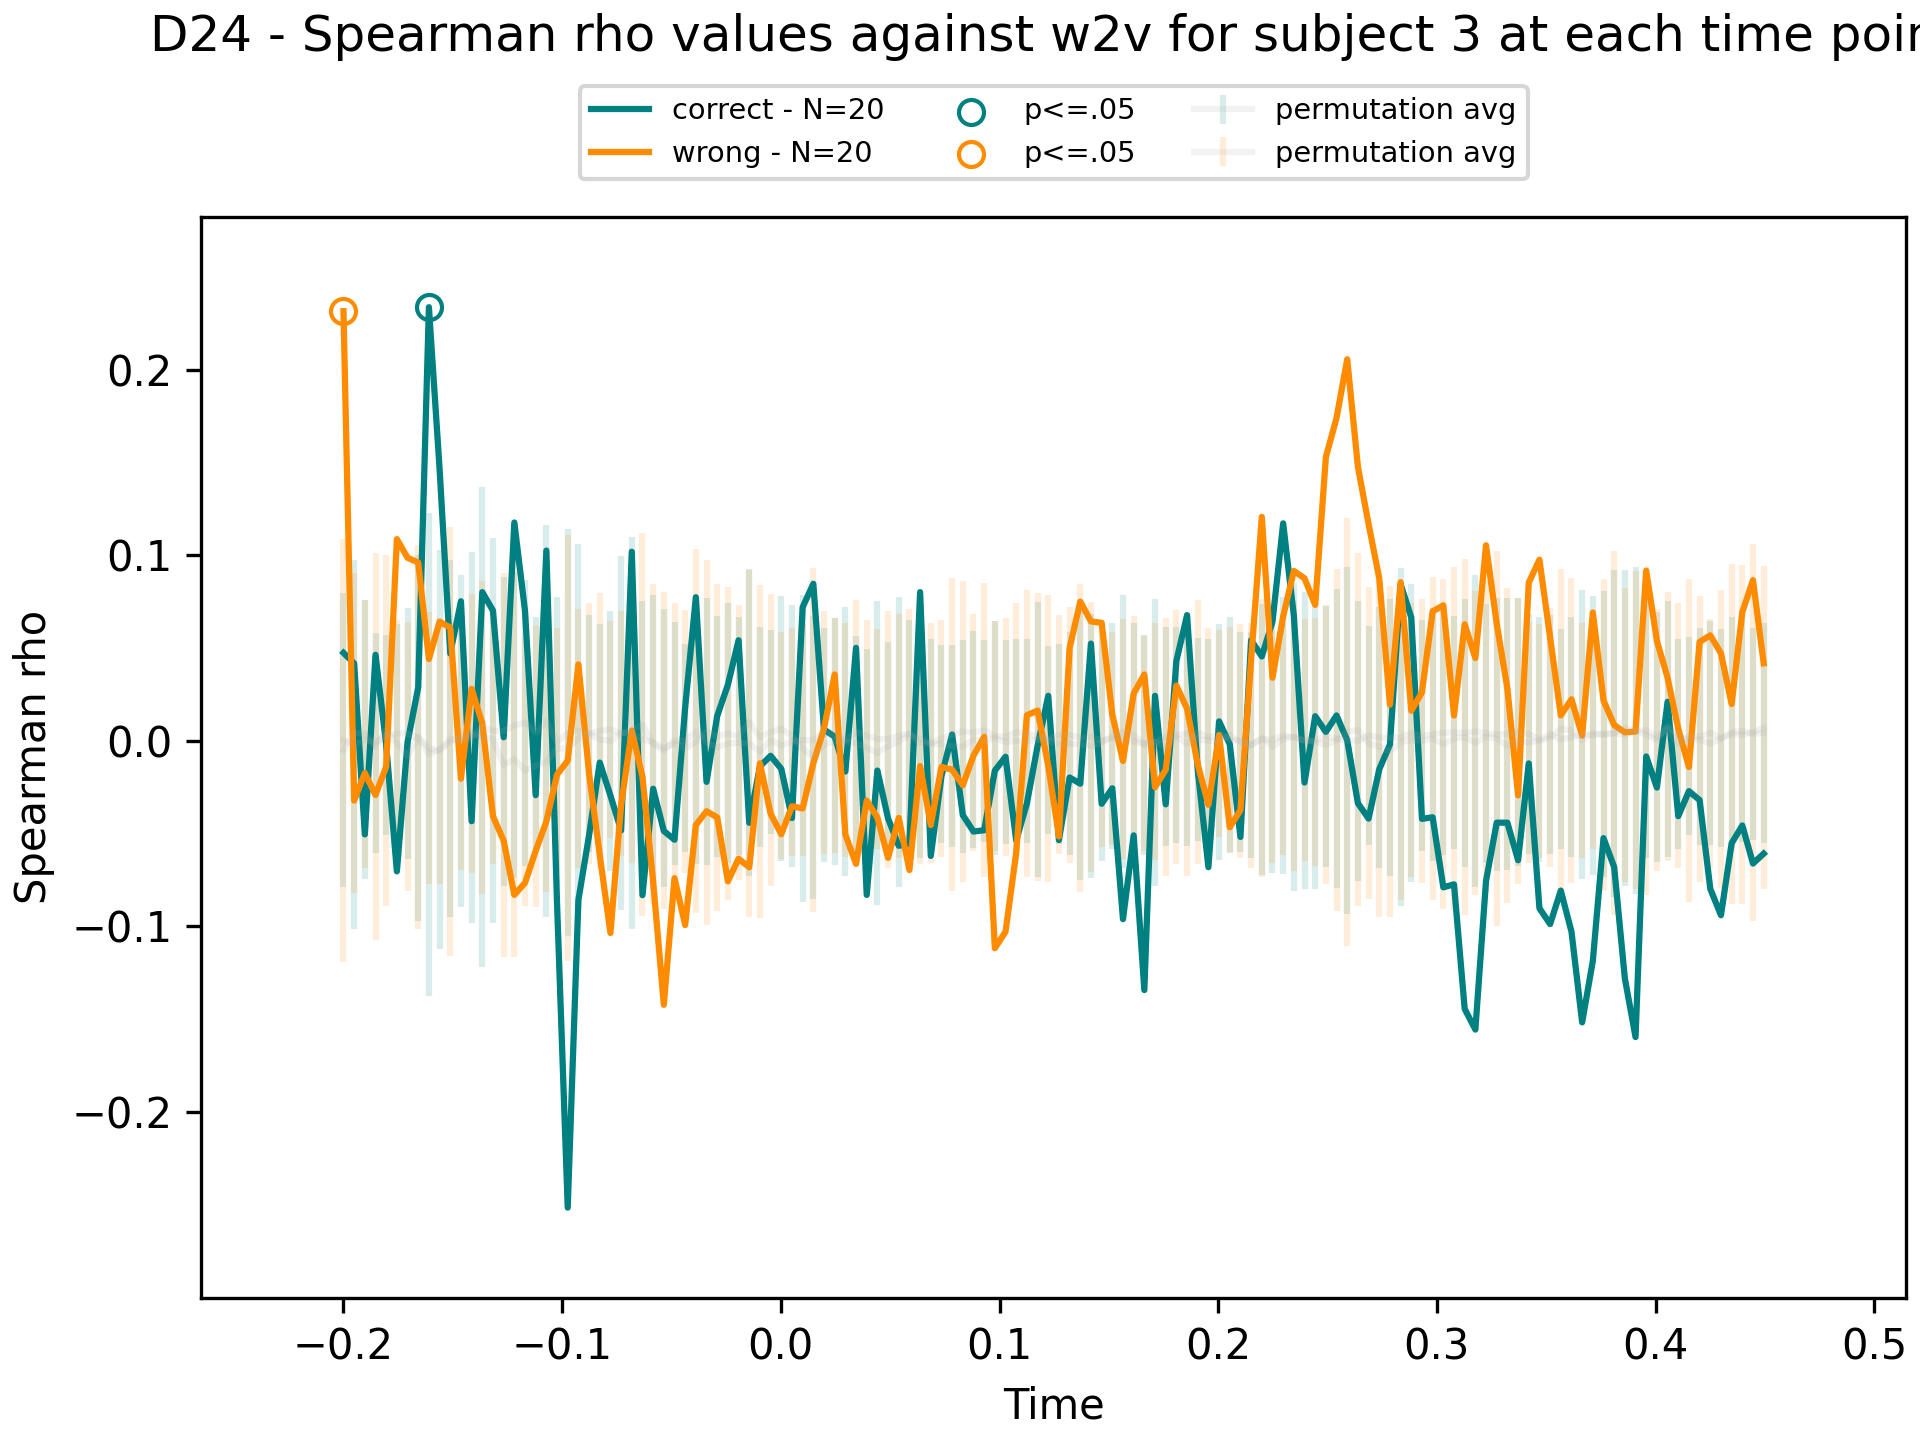 D24 - Spearman rho values against w2v for subject 3 at each time poin
correct - N=20
wrong - N=20
p<=.05
p<=.05
permutation avg
permutation avg
Spearman rho
0.2
0.1
0.0
−0.1
−0.2
−0.2 −0.1 0.0 0.1 0.2 0.3 0.4 0.5
Time